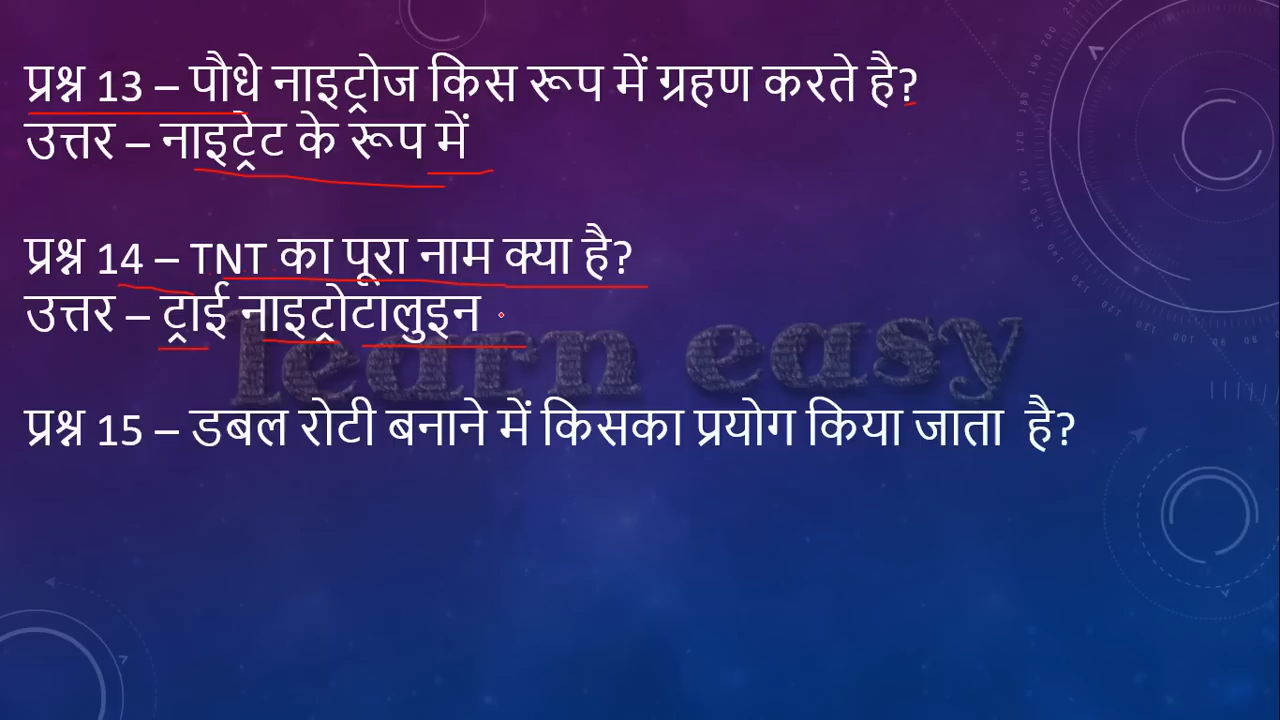 प्रश्न 13 – पौधे नाइट्रोज किस रूप में ग्रहण करते है?
उत्तर – नाइट्रेट के रूप में
प्रश्न 14 – TNT का पूरा नाम क्या है?
उत्तर – ट्राई नाइट्रोटालुइन
learn easy
प्रश्न 15 – डबल रोटी बनाने में किसका प्रयोग किया जाता है?